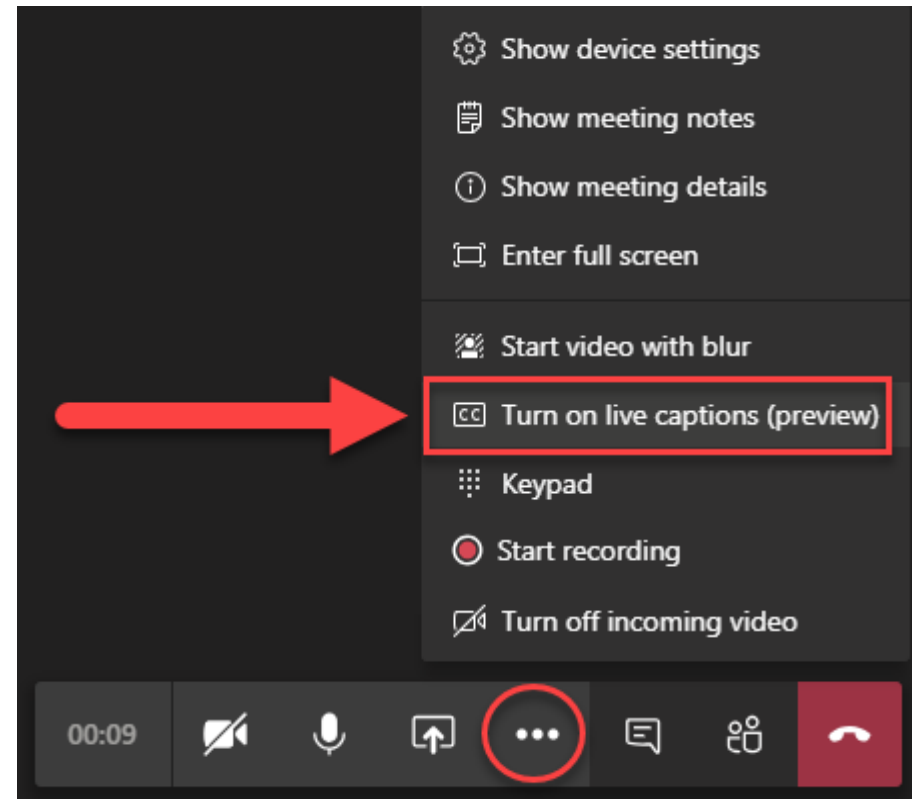 Show device settings
Show meeting notes
Show meeting details
Enter full screen
Start video with blur
CC Turn on live captions (preview)
Keypad
Start recording
Turn off incoming video
00:09